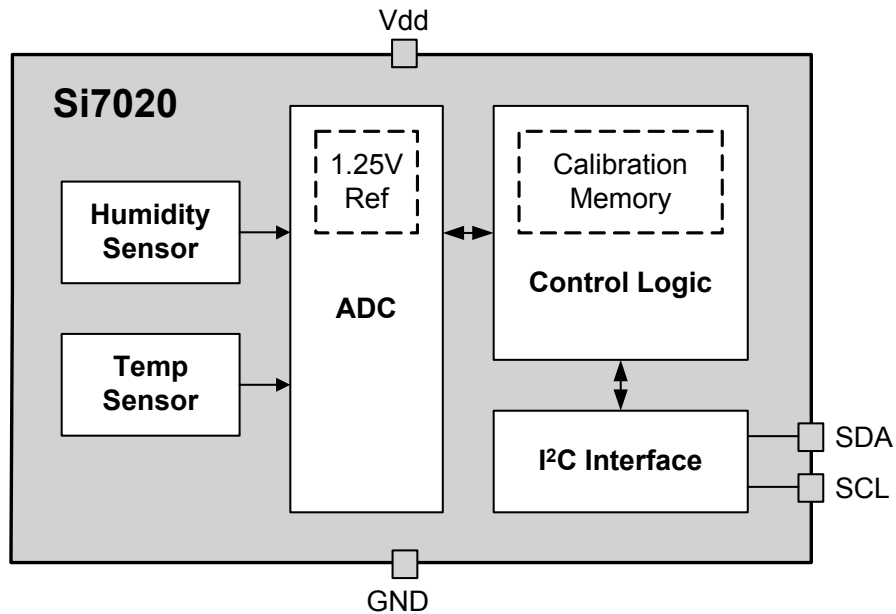 Vdd
Si7020
Humidity
Sensor
Temp
Sensor
1.25V
Ref
ADC
Calibration
Memory
Control Logic
I²C Interface
SDA
SCL
GND